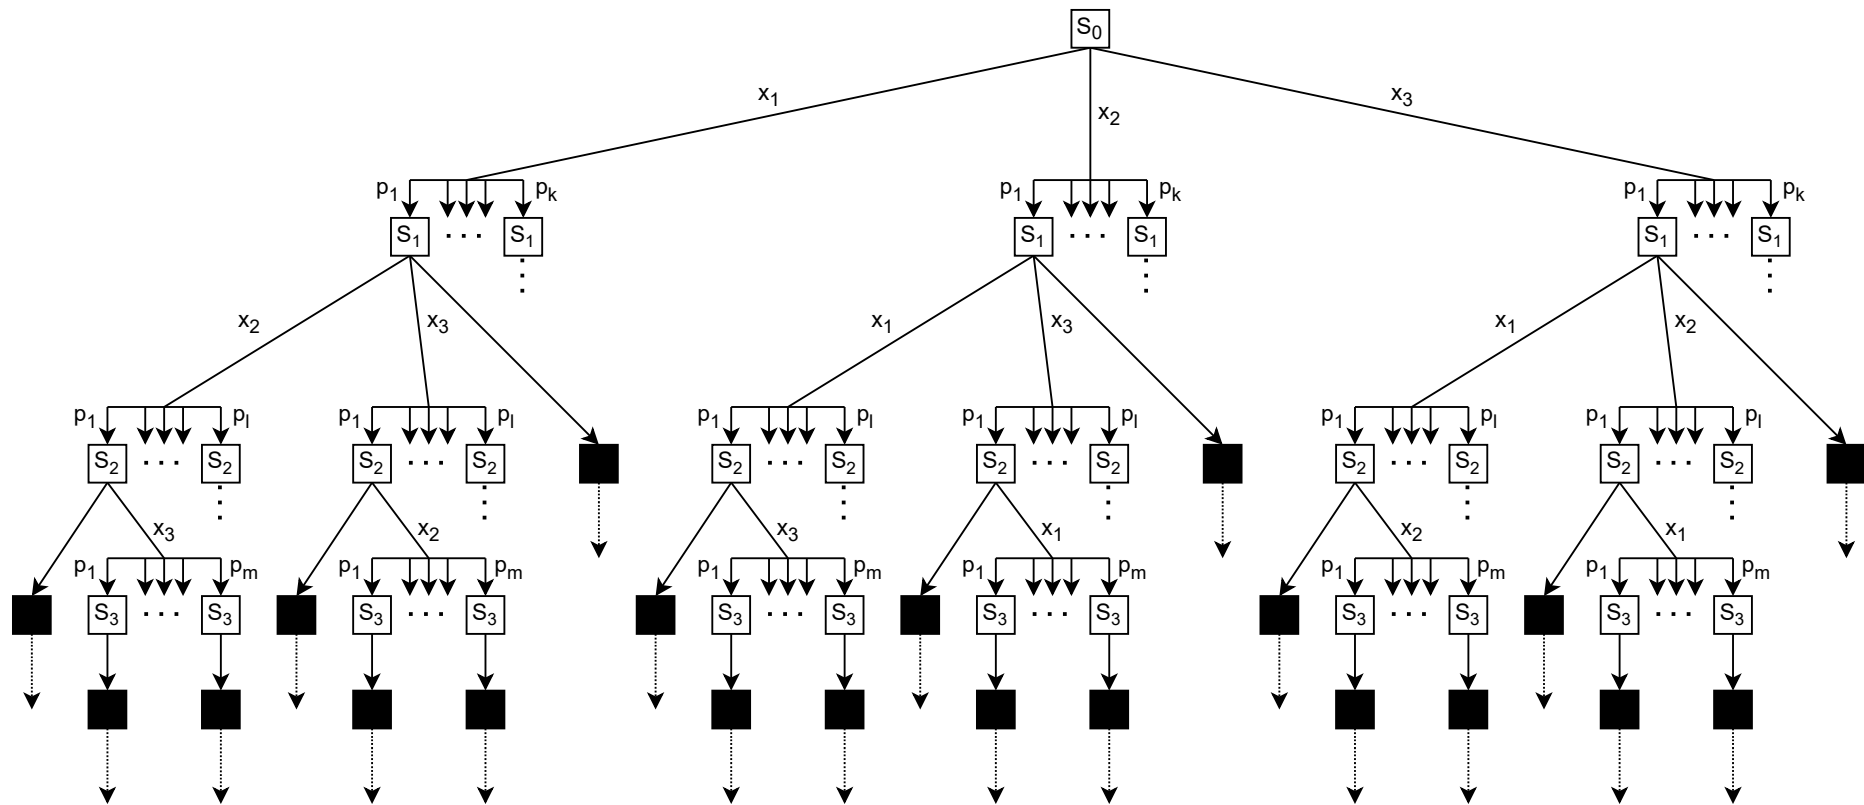 S0
x1 x2 x3
p1 pk p1 pk p1 pk
S1 ... S1 S1 ... S1 S1 ... S1
x2 x3 x1 x3 x1 x2
p1 pl p1 pl p1 pl p1 pl p1 pl p1 pl
S2 ... S2 S2 ... S2 S2 ... S2 S2 ... S2 S2 ... S2 S2 ... S2
x3 x2 x3 x1 x2 x1
p1 pm p1 pm p1 pm p1 pm p1 pm p1 pm
S3 ... S3 S3 ... S3 S3 ... S3 S3 ... S3 S3 ... S3 S3 ... S3